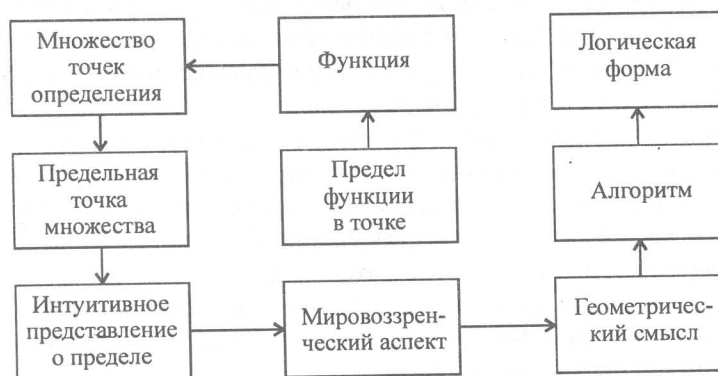 Множество
точек
определения
Функция
Логическая
форма
Предельная
точка
множества
Предел
функции
в точке
Алгоритм
Интуитивное
представление
о пределе
Мировоззрен-
ческий аспект
Геометричес-
кий смысл